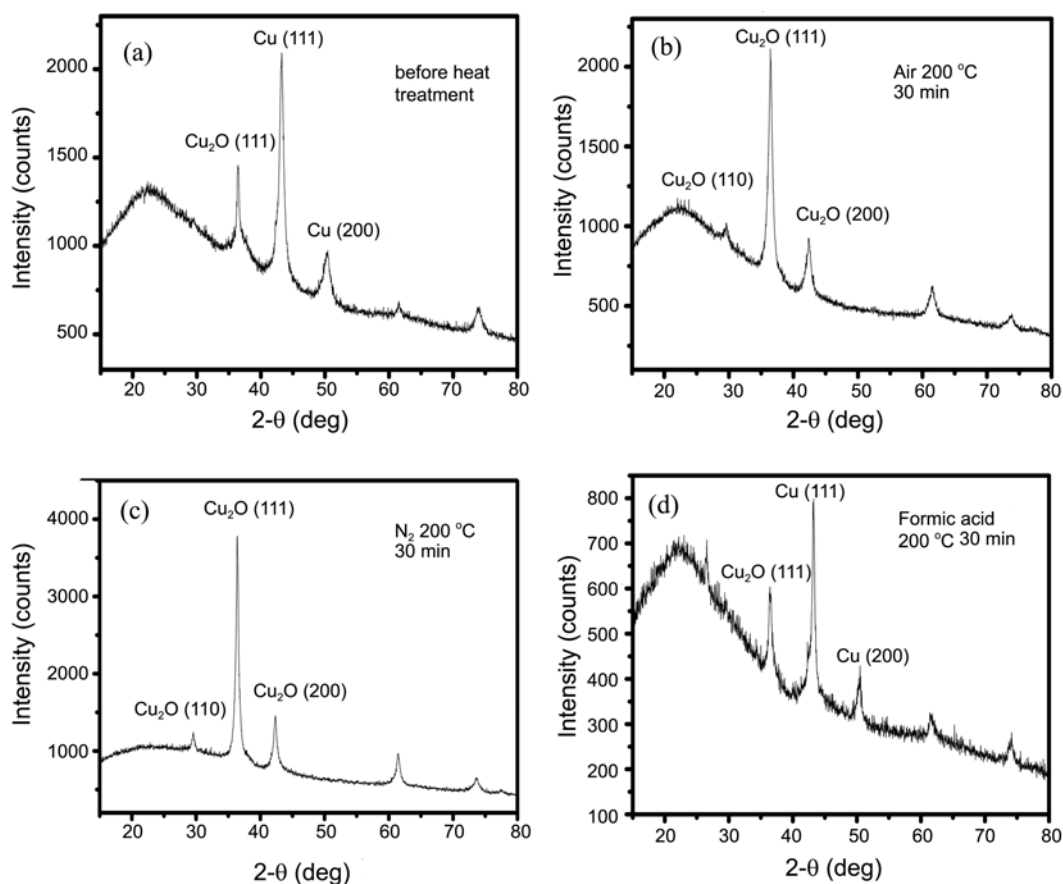 (a)
Cu (111)
before heat
treatment
Cu₂O (111)
Cu (200)
2000
1500
1000
500
Intensity (counts)
20 30 40 50 60 70 80
2-θ (deg)
(b)
Cu₂O (111)
Air 200 °C
30 min
Cu₂O (110)
Cu₂O (200)
2000
1500
1000
500
Intensity (counts)
20 30 40 50 60 70 80
2-θ (deg)
(c)
Cu₂O (111)
N₂ 200 °C
30 min
Cu₂O (110)
Cu₂O (200)
4000
3000
2000
1000
Intensity (counts)
20 30 40 50 60 70 80
2-θ (deg)
(d)
Cu (111)
Formic acid
200 °C 30 min
Cu₂O (111)
Cu (200)
800
700
600
500
400
300
200
100
Intensity (counts)
20 30 40 50 60 70 80
2-θ (deg)